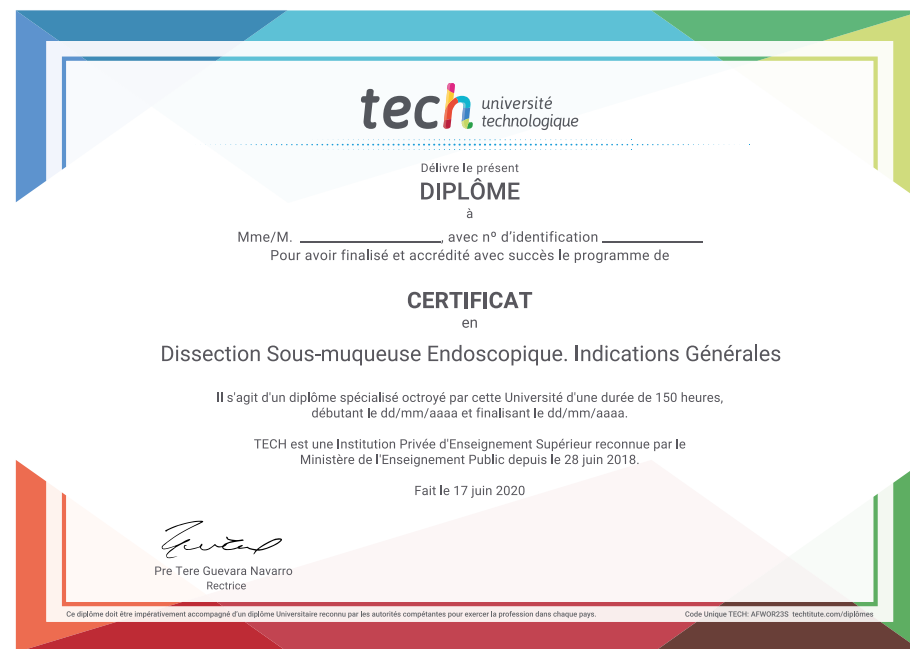 tech université
technologique
Délivre le présent
DIPLÔME
à
Mme/M. ____________________, avec nº d'identification ______________
Pour avoir finalisé et accrédité avec succès le programme de
CERTIFICAT
en
Dissection Sous-muqueuse Endoscopique. Indications Générales
Il s'agit d'un diplôme spécialisé octroyé par cette Université d'une durée de 150 heures,
débutant le dd/mm/aaaa et finalisant le dd/mm/aaaa.
TECH est une Institution Privée d'Enseignement Supérieur reconnue par le
Ministère de l'Enseignement Public depuis le 28 juin 2018.
Fait le 17 juin 2020
Pre Tere Guevara Navarro
Rectrice
Ce diplôme doit être impérativement accompagné d'un diplôme Universitaire reconnu par les autorités compétentes pour exercer la profession dans chaque pays.
Code Unique TECH: AFWOR23S techtitute.com/diplômes